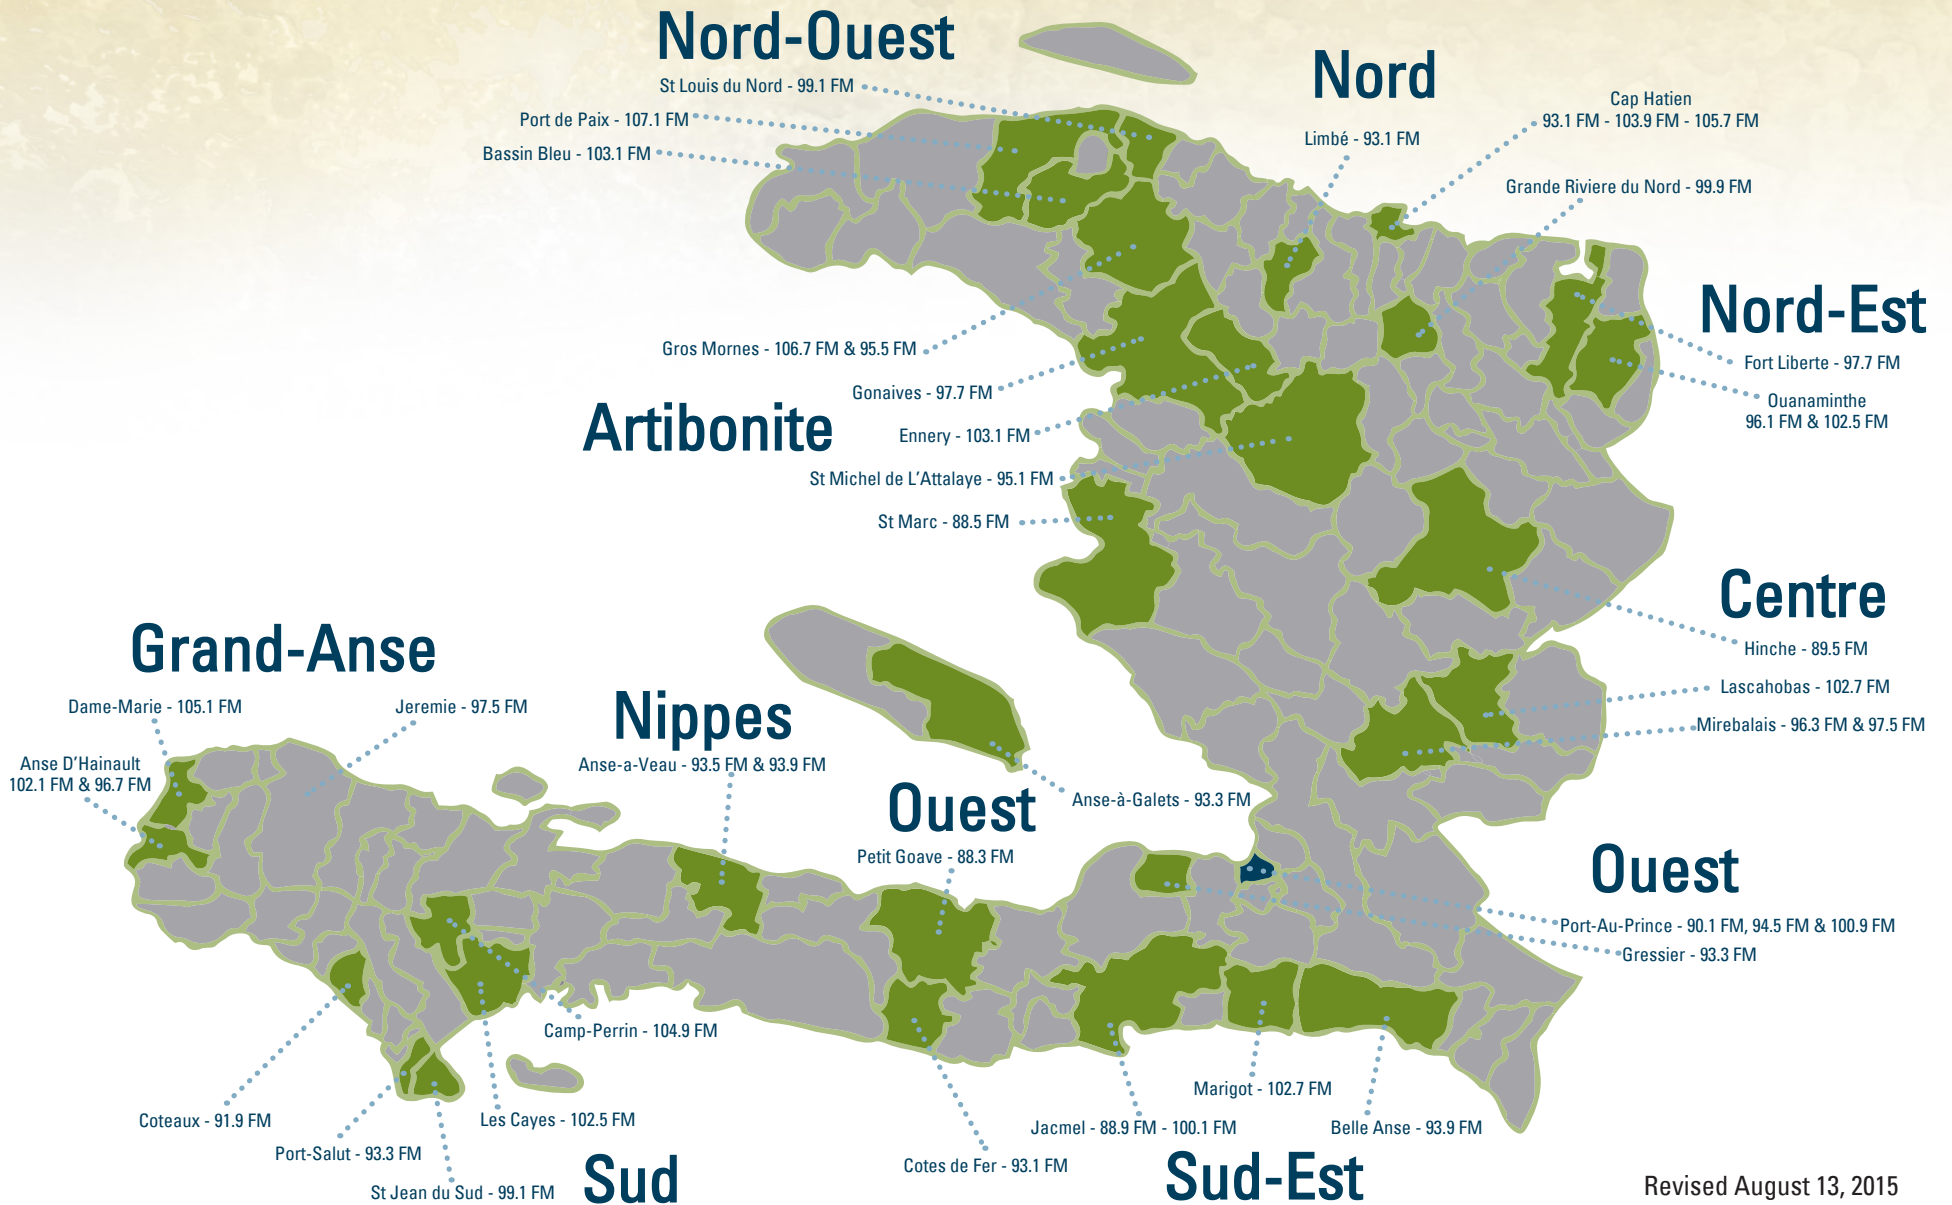 Nord-Ouest
St Louis du Nord - 99.1 FM
Port de Paix - 107.1 FM
Bassin Bleu - 103.1 FM
Nord
Limbé - 93.1 FM
Cap Hatien
93.1 FM - 103.9 FM - 105.7 FM
Grande Riviere du Nord - 99.9 FM
Nord-Est
Fort Liberte - 97.7 FM
Ouanaminthe
96.1 FM & 102.5 FM
Gros Mornes - 106.7 FM & 95.5 FM
Gonaives - 97.7 FM
Artibonite
Ennery - 103.1 FM
St Michel de L'Attalaye - 95.1 FM
St Marc - 88.5 FM
Centre
Hinche - 89.5 FM
Lascahobas - 102.7 FM
Mirebalais - 96.3 FM & 97.5 FM
Grand-Anse
Dame-Marie - 105.1 FM
Jeremie - 97.5 FM
Anse D'Hainault
102.1 FM & 96.7 FM
Nippes
Anse-a-Veau - 93.5 FM & 93.9 FM
Ouest
Anse-à-Galets - 93.3 FM
Petit Goave - 88.3 FM
Ouest
Port-Au-Prince - 90.1 FM, 94.5 FM & 100.9 FM
Gressier - 93.3 FM
Camp-Perrin - 104.9 FM
Coteaux - 91.9 FM
Les Cayes - 102.5 FM
Port-Salut - 93.3 FM
St Jean du Sud - 99.1 FM
Sud
Marigot - 102.7 FM
Jacmel - 88.9 FM - 100.1 FM
Belle Anse - 93.9 FM
Cotes de Fer - 93.1 FM
Sud-Est
Revised August 13, 2015